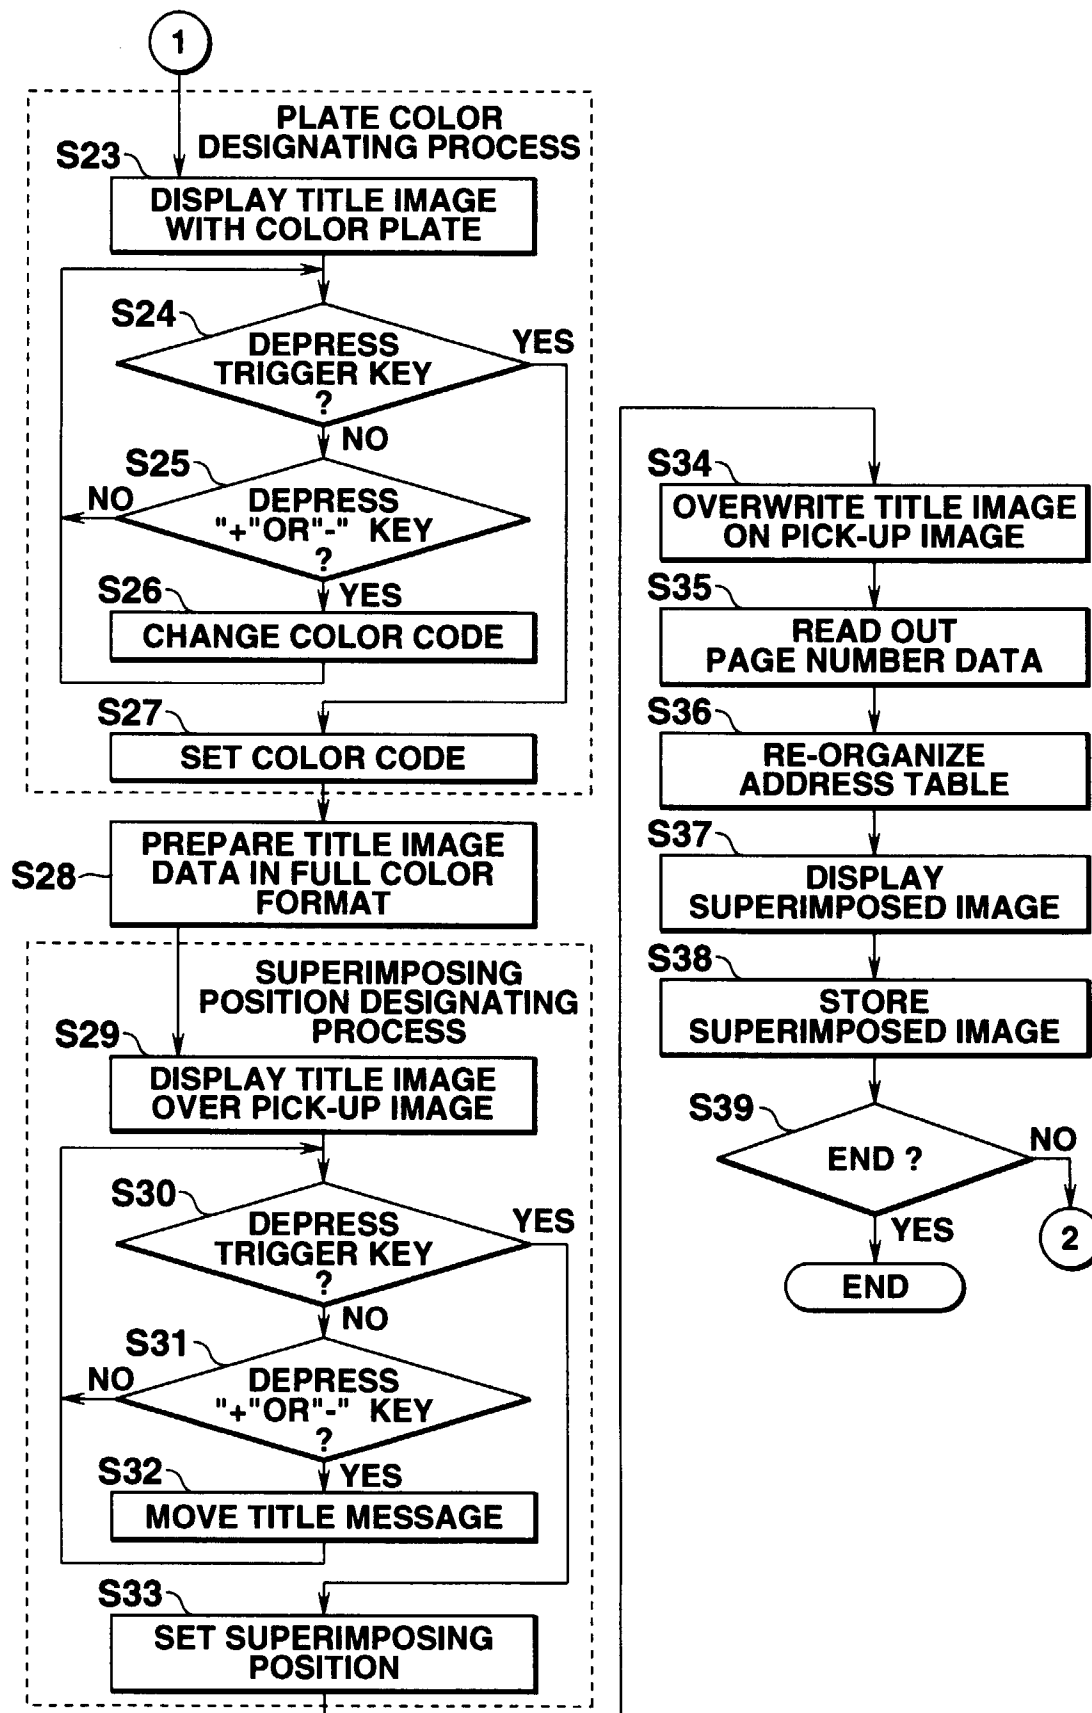 1
PLATE COLOR
DESIGNATING PROCESS
S23
DISPLAY TITLE IMAGE
WITH COLOR PLATE
S24
DEPRESS
TRIGGER KEY
?
YES
NO
S25
DEPRESS
"+"OR"-" KEY
?
NO
YES
S26
CHANGE COLOR CODE
S27
SET COLOR CODE
S28
PREPARE TITLE IMAGE
DATA IN FULL COLOR
FORMAT
SUPERIMPOSING
POSITION DESIGNATING
PROCESS
S29
DISPLAY TITLE IMAGE
OVER PICK-UP IMAGE
S30
DEPRESS
TRIGGER KEY
?
YES
NO
S31
DEPRESS
"+"OR"-" KEY
?
NO
YES
S32
MOVE TITLE MESSAGE
S33
SET SUPERIMPOSING
POSITION
S34
OVERWRITE TITLE IMAGE
ON PICK-UP IMAGE
S35
READ OUT
PAGE NUMBER DATA
S36
RE-ORGANIZE
ADDRESS TABLE
S37
DISPLAY
SUPERIMPOSED IMAGE
S38
STORE
SUPERIMPOSED IMAGE
S39
END ?
NO
2
YES
END